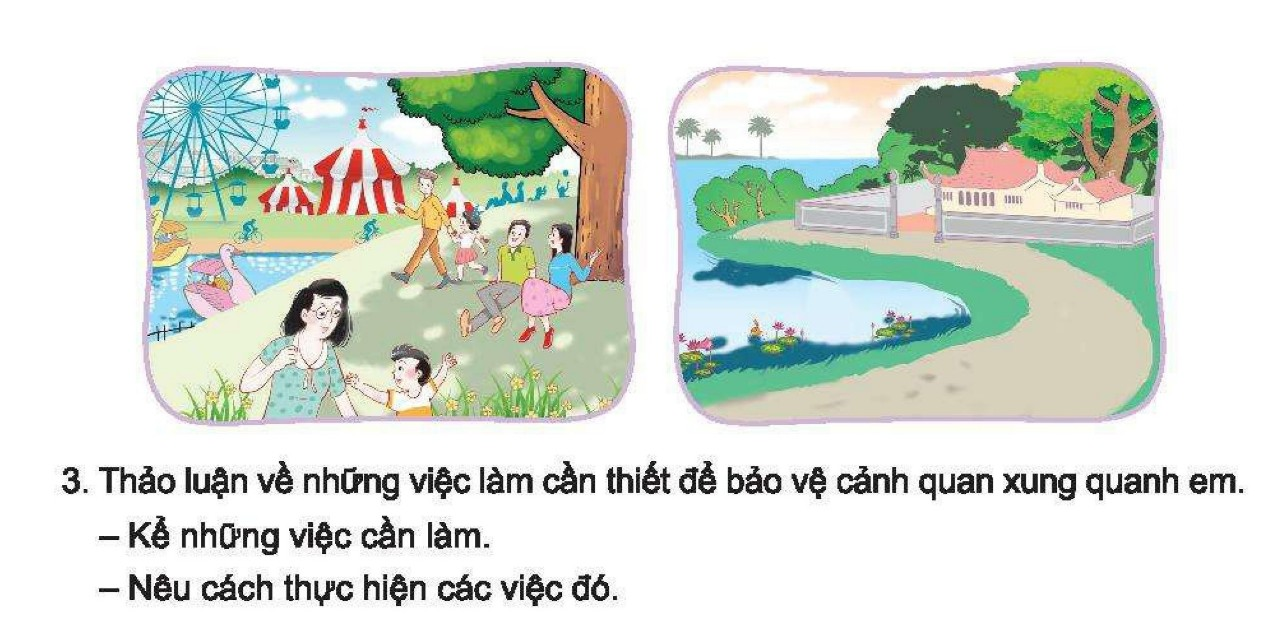 3. Thảo luận về những việc làm cần thiết để bảo vệ cảnh quan xung quanh em.
– Kể những việc cần làm.
– Nêu cách thực hiện các việc đó.